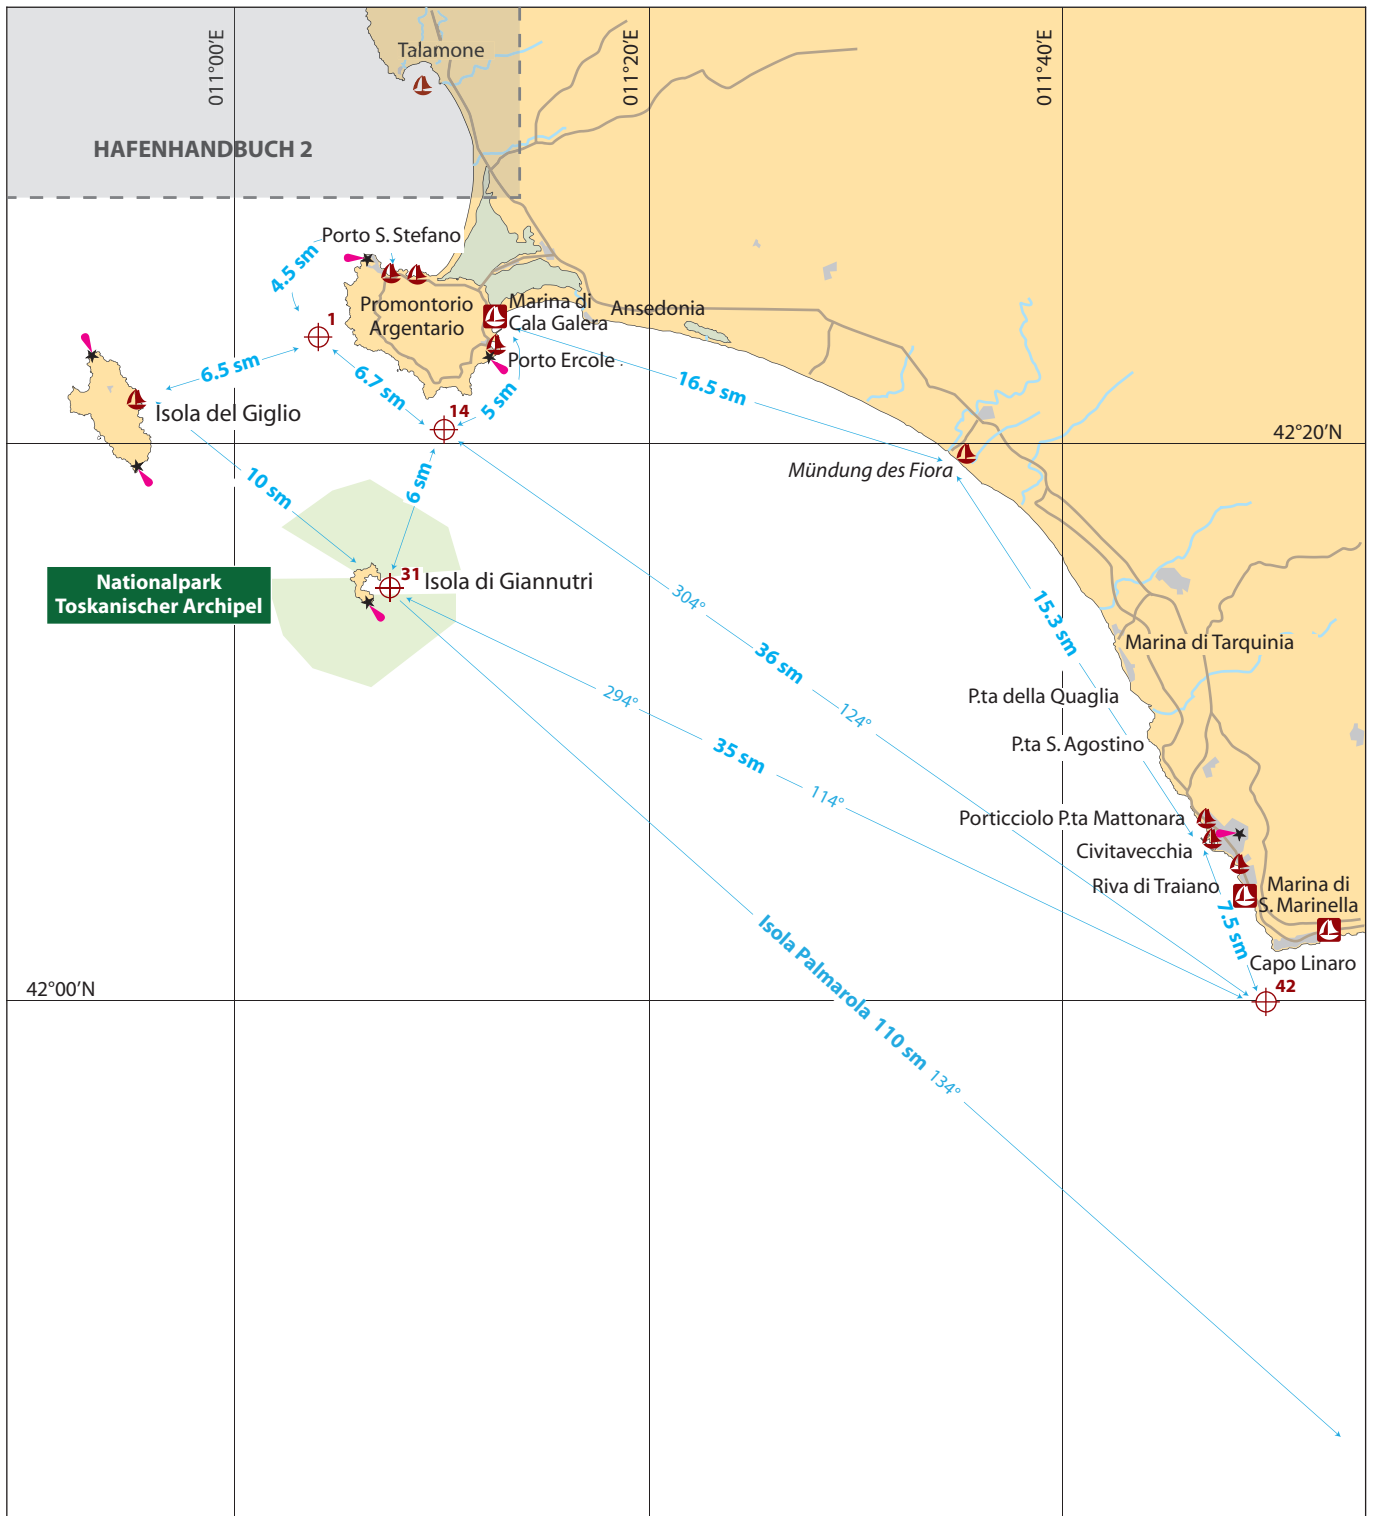 011°00'E
011°20'E
011°40'E
Talamone
HAFENHANDBUCH 2
Porto S. Stefano
4.5 sm
Promontorio
Argentario
Marina di
Cala Galera
Ansedonia
1
Porto Ercole
6.5 sm
6.7 sm
5 sm
16.5 sm
Isola del Giglio
14
42°20'N
Mündung des Fiora
10 sm
6 sm
Nationalpark
Toskanischer Archipel
31
Isola di Giannutri
304°
15.3 sm
36 sm
Marina di Tarquinia
294°
P.ta della Quaglia
124°
35 sm
P.ta S. Agostino
114°
Porticciolo P.ta Mattonara
Civitavecchia
Riva di Traiano
Marina di
S. Marinella
7.5 sm
Isola Palmarola 110 sm 134°
Capo Linaro
42°00'N
42